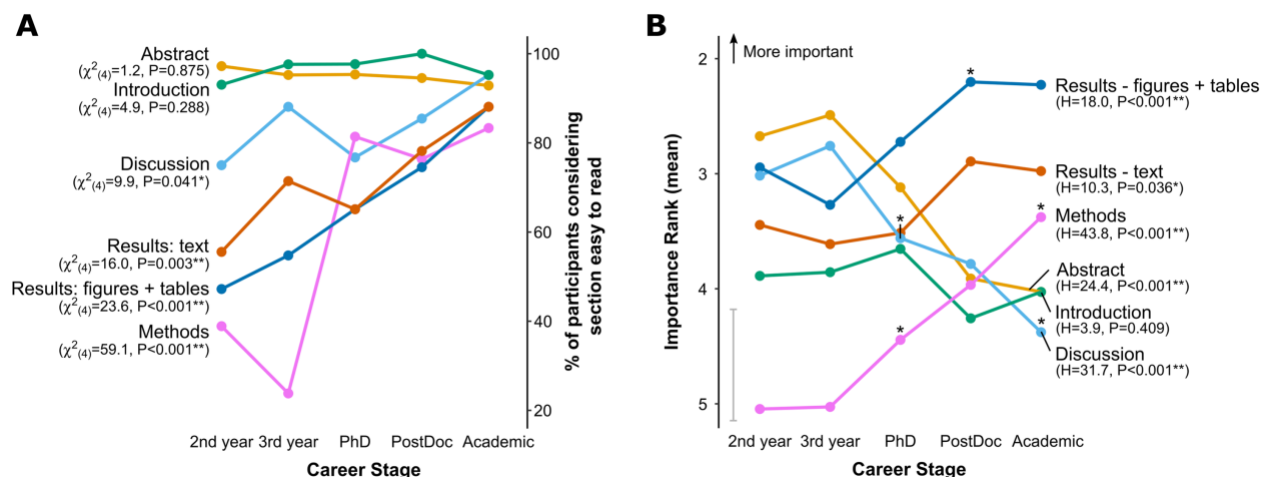 A
Abstract
(χ²(4)=1.2, P=0.875)
Introduction
(χ²(4)=4.9, P=0.288)
Discussion
(χ²(4)=9.9, P=0.041*)
Results: text
(χ²(4)=16.0, P=0.003**)
Results: figures + tables
(χ²(4)=23.6, P<0.001**)
Methods
(χ²(4)=59.1, P<0.001**)
100
80
60
40
20
% of participants considering
section easy to read
2nd year 3rd year PhD PostDoc Academic
Career Stage
B
More important
Importance Rank (mean)
2
3
4
5
*
*
*
*
*
Results - figures + tables
(H=18.0, P<0.001**)
Results - text
(H=10.3, P=0.036*)
Methods
(H=43.8, P<0.001**)
Abstract
(H=24.4, P<0.001**)
Introduction
(H=3.9, P=0.409)
Discussion
(H=31.7, P<0.001**)
2nd year 3rd year PhD PostDoc Academic
Career Stage